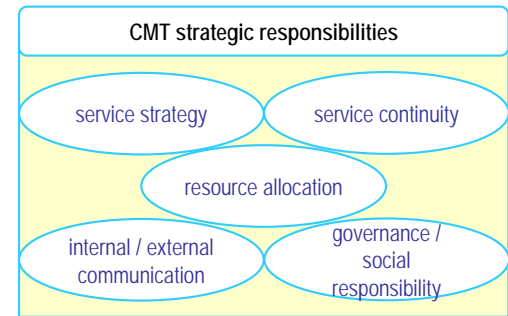 CMT strategic responsibilities
service strategy
service continuity
resource allocation
internal / external
communication
governance /
social
responsibility